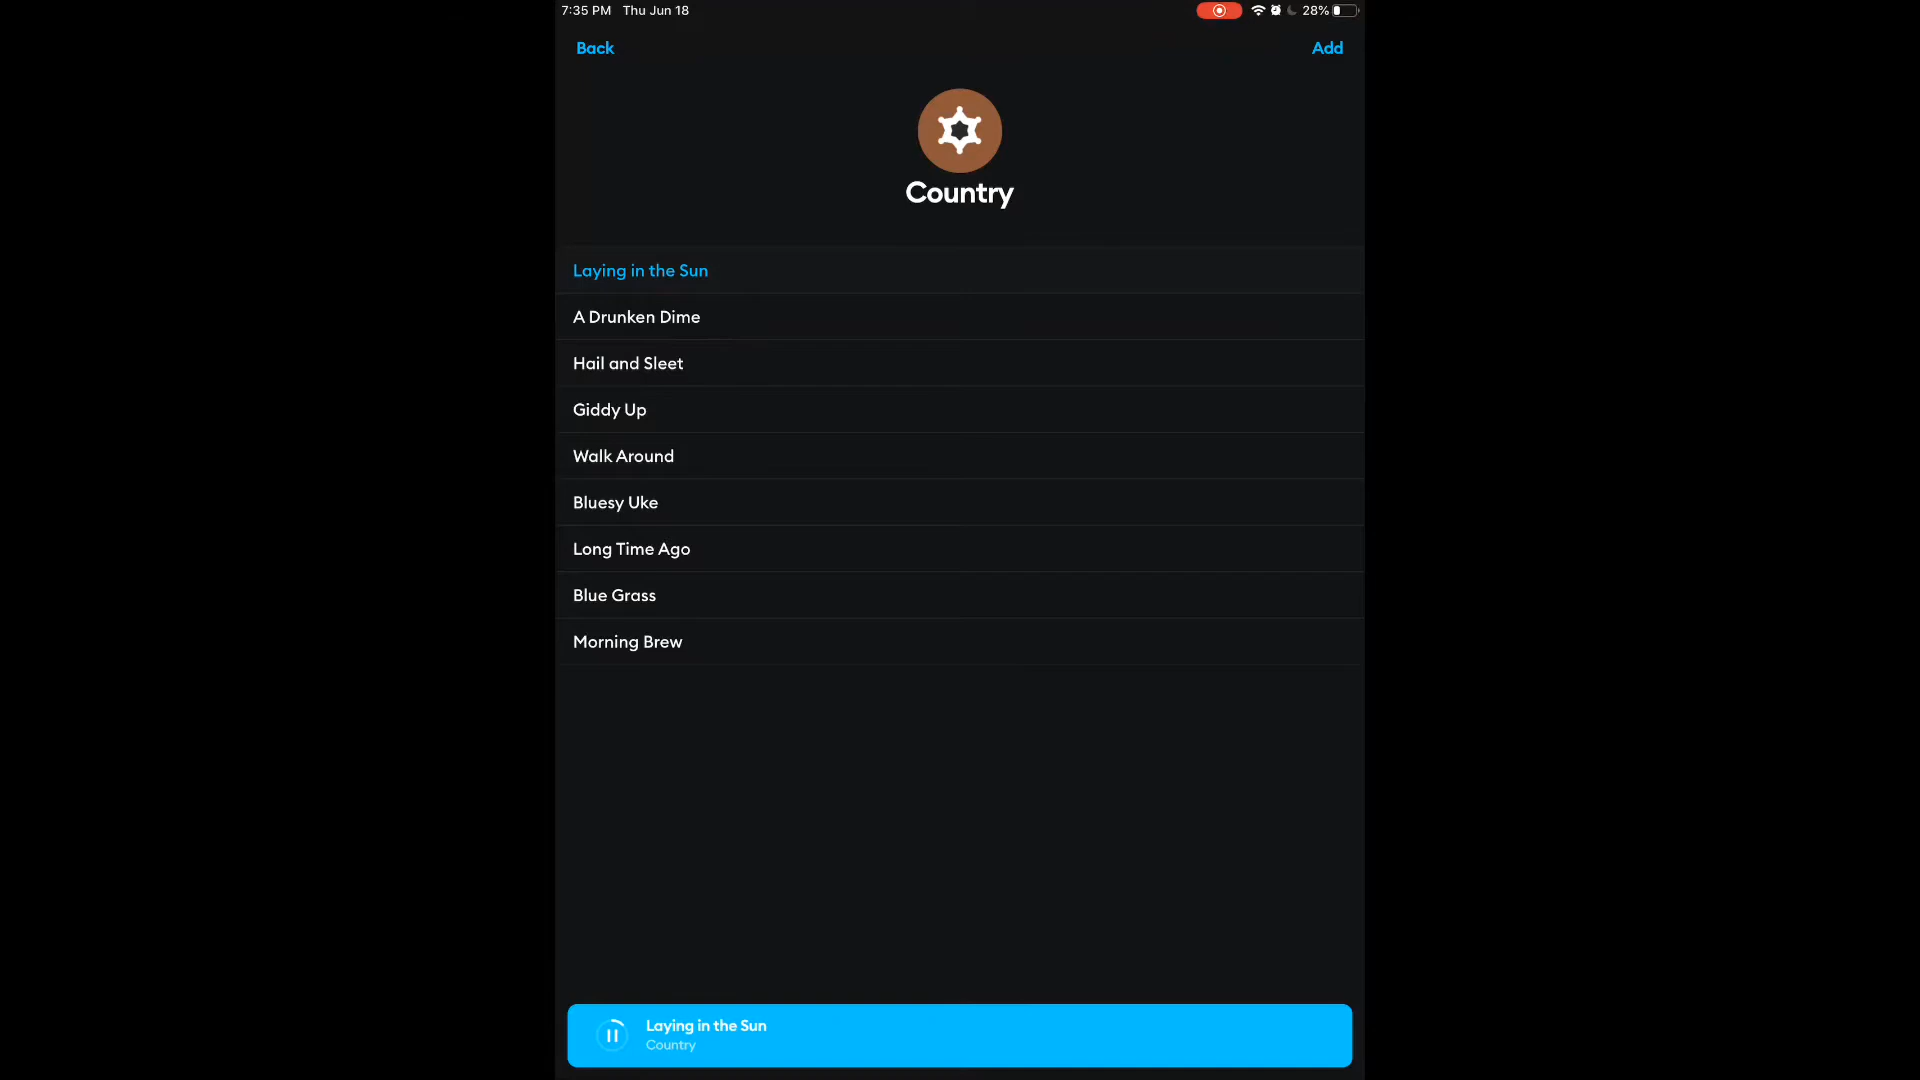 7:35 PM Thu Jun 18 28%
Back Add
Country
Laying in the Sun
A Drunken Dime
Hail and Sleet
Giddy Up
Walk Around
Bluesy Uke
Long Time Ago
Blue Grass
Morning Brew
Laying in the Sun
Country